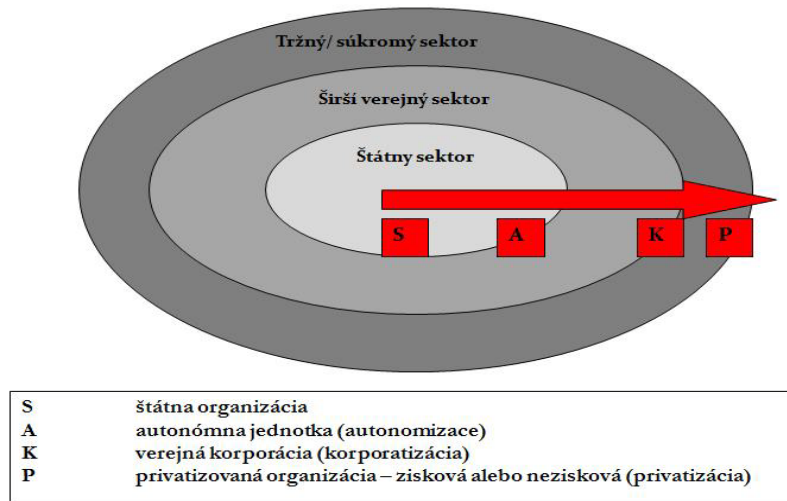 Tržný/ súkromý sektor
Širší verejný sektor
Štátny sektor
S A K P
S štátna organizácia
A autonómna jednotka (autonomizace)
K verejná korporácia (korporatizácia)
P privatizovaná organizácia – zisková alebo nezisková (privatizácia)